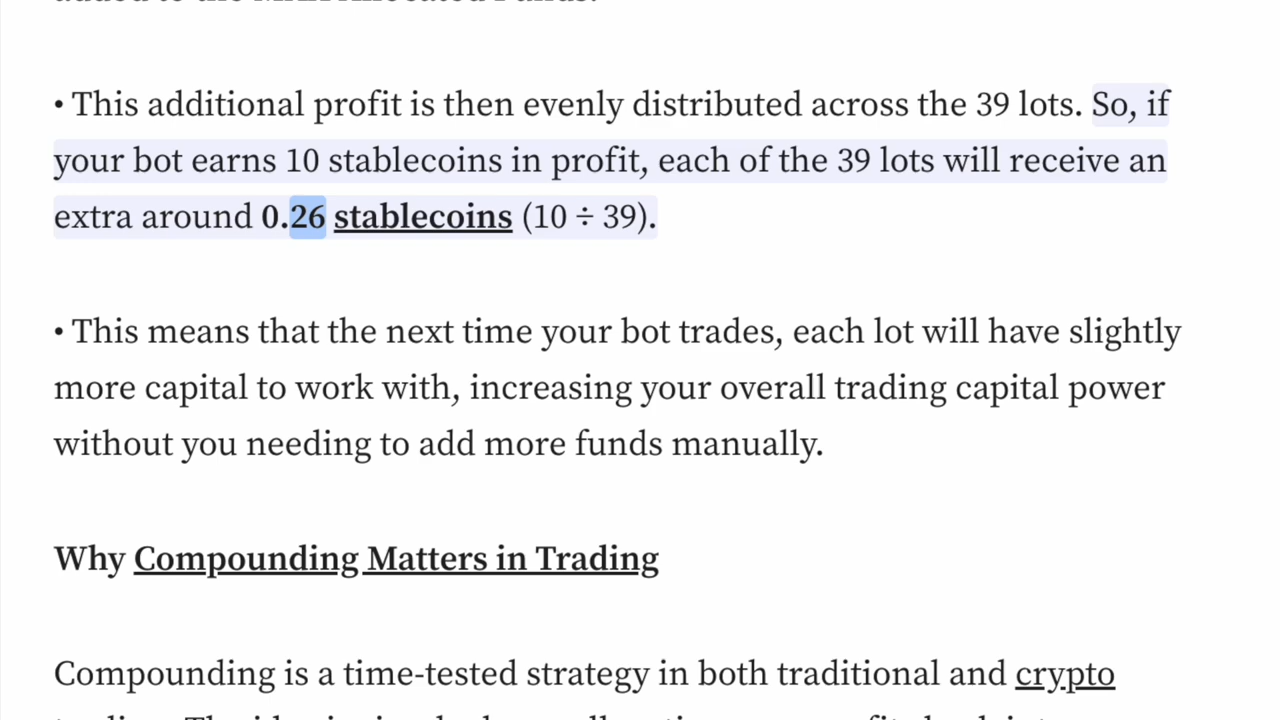 • This additional profit is then evenly distributed across the 39 lots. So, if
your bot earns 10 stablecoins in profit, each of the 39 lots will receive an
extra around 0.26 stablecoins (10 ÷ 39).
• This means that the next time your bot trades, each lot will have slightly
more capital to work with, increasing your overall trading capital power
without you needing to add more funds manually.
Why Compounding Matters in Trading
Compounding is a time-tested strategy in both traditional and crypto